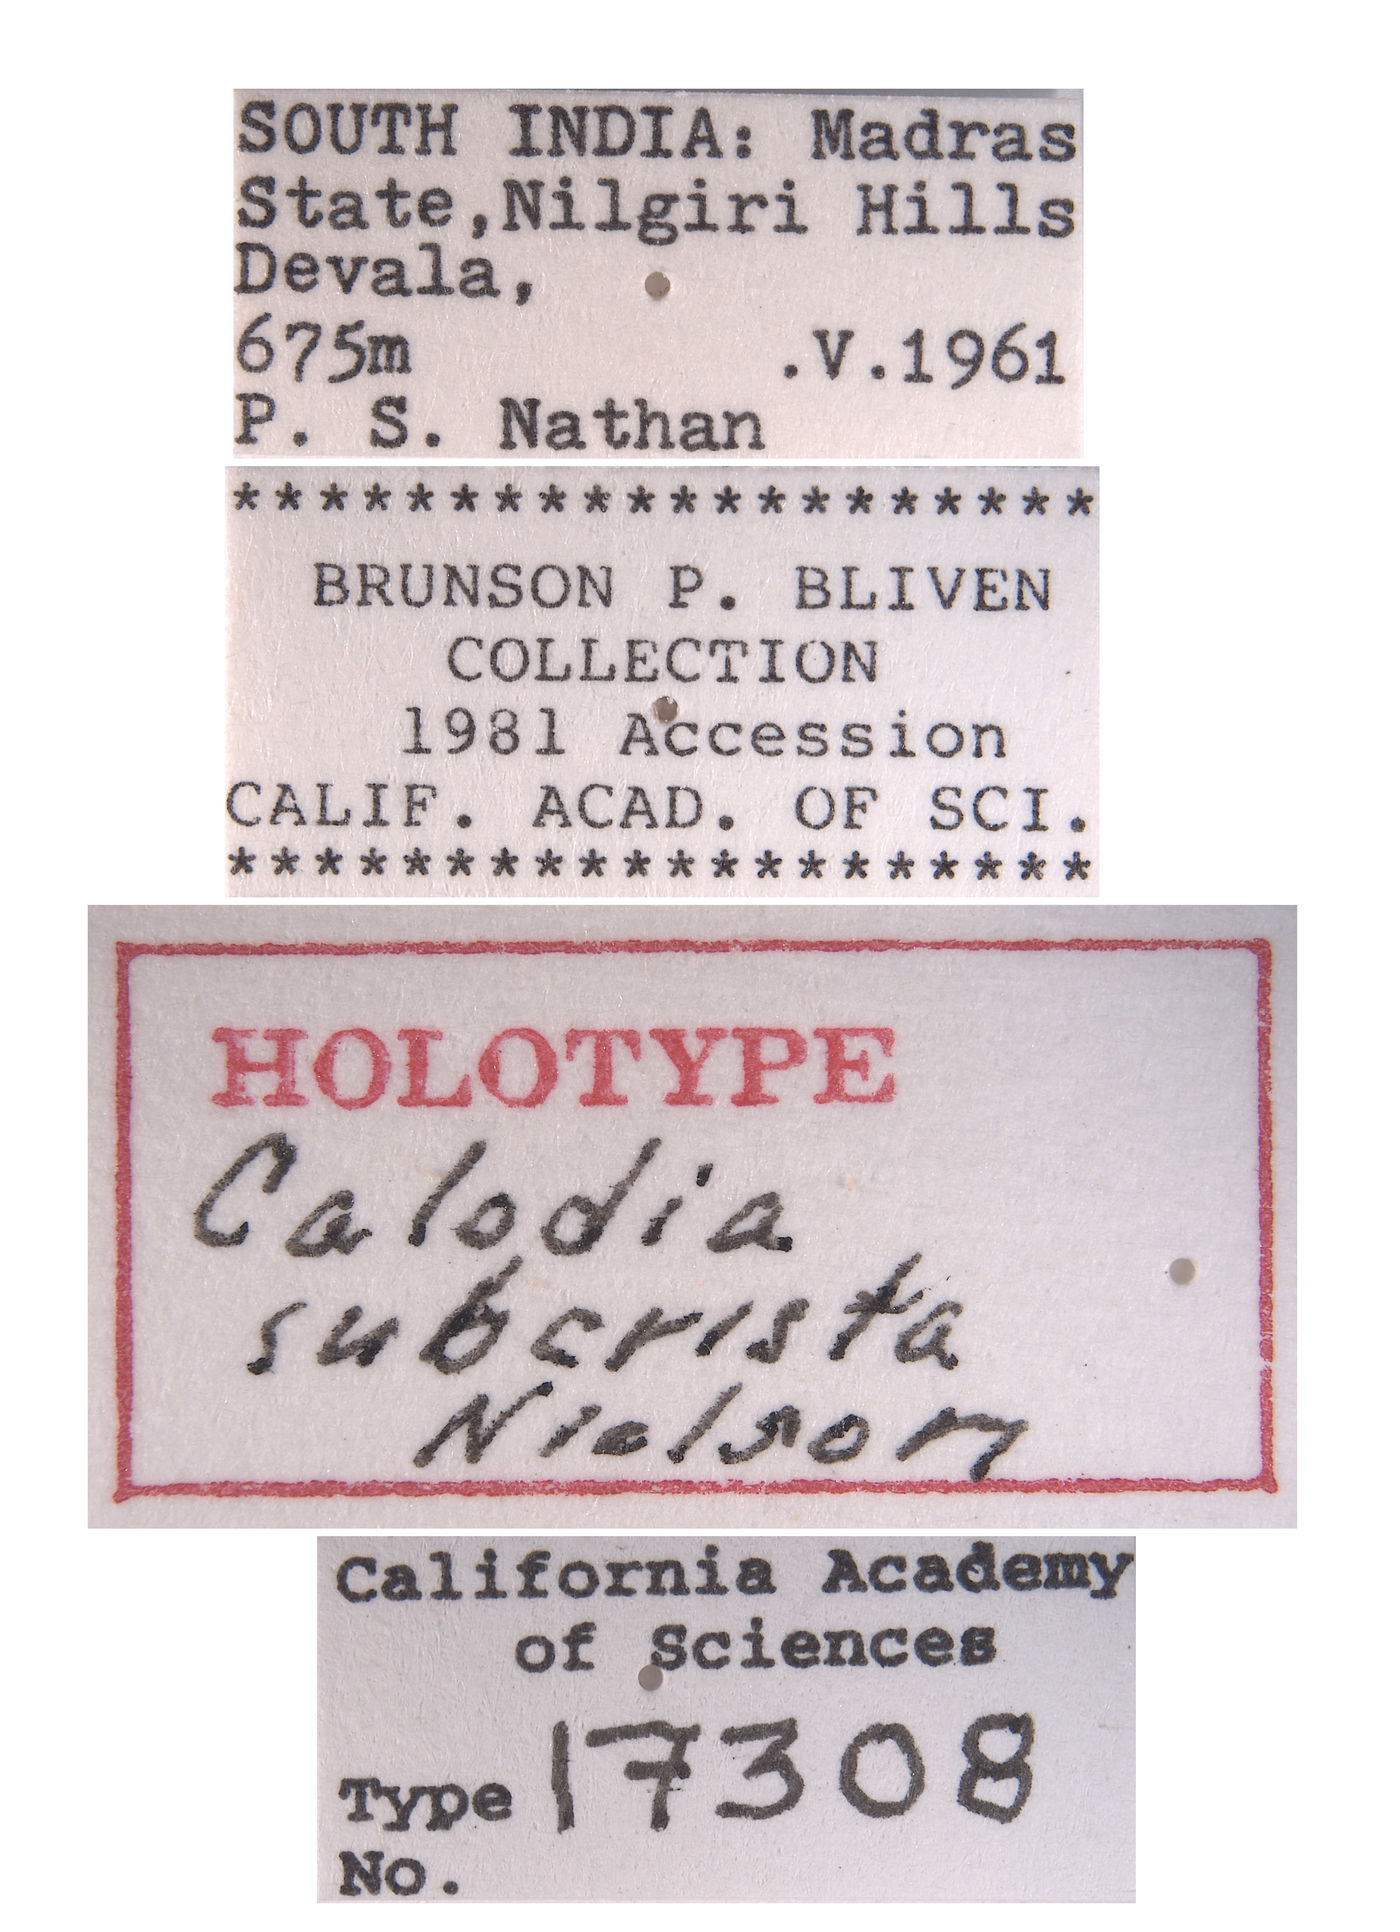 SOUTH INDIA: Madras
State,Nilgiri Hills
Devala,
675m .V.1961
P. S. Nathan
********************
BRUNSON P. BLIVEN
COLLECTION
1981 Accession
CALIF. ACAD. OF SCI.
********************
HOLOTYPE
Calodia
subcrista
Nielson
California Academy
of Sciences
Type 17308
No.